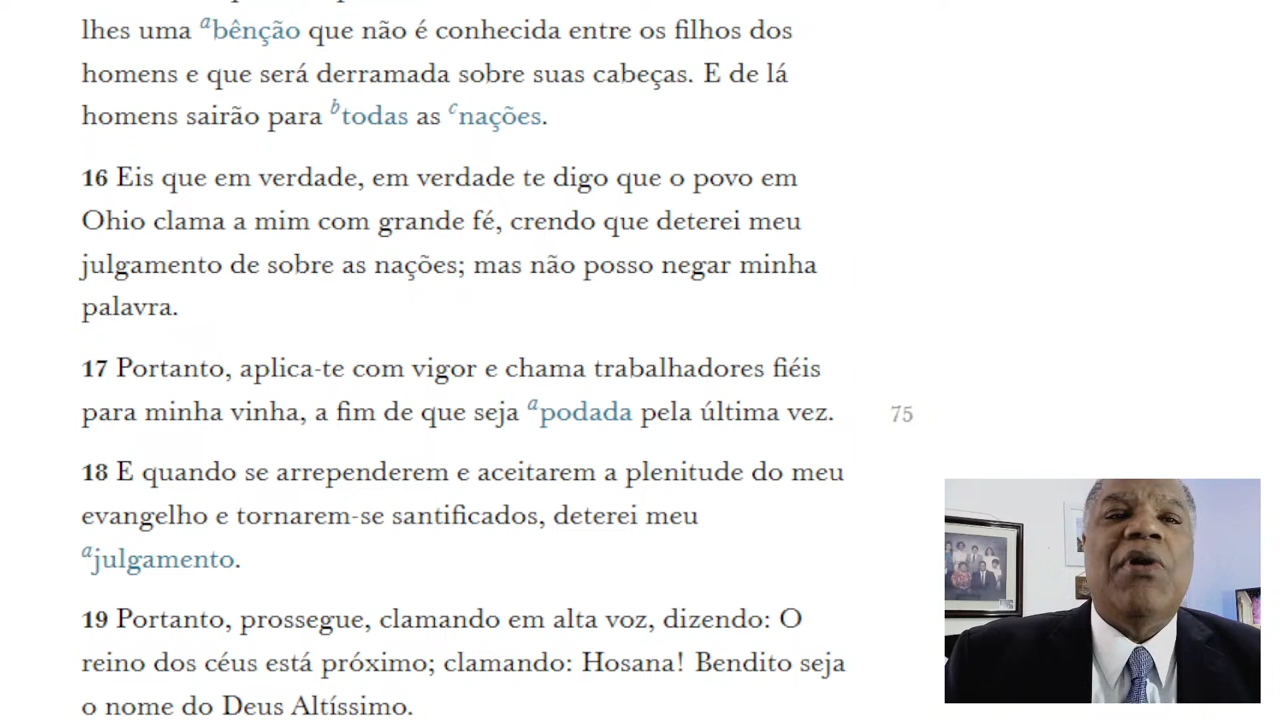 lhes uma ᵃbênção que não é conhecida entre os filhos dos
homens e que será derramada sobre suas cabeças. E de lá
homens sairão para ᵇtodas as ᶜnações.
16 Eis que em verdade, em verdade te digo que o povo em
Ohio clama a mim com grande fé, crendo que deterei meu
julgamento de sobre as nações; mas não posso negar minha
palavra.
17 Portanto, aplica-te com vigor e chama trabalhadores fiéis
para minha vinha, a fim de que seja ᵃpodada pela última vez.
75
18 E quando se arrependerem e aceitarem a plenitude do meu
evangelho e tornarem-se santificados, deterei meu
ᵃjulgamento.
19 Portanto, prossegue, clamando em alta voz, dizendo: O
reino dos céus está próximo; clamando: Hosana! Bendito seja
o nome do Deus Altíssimo.